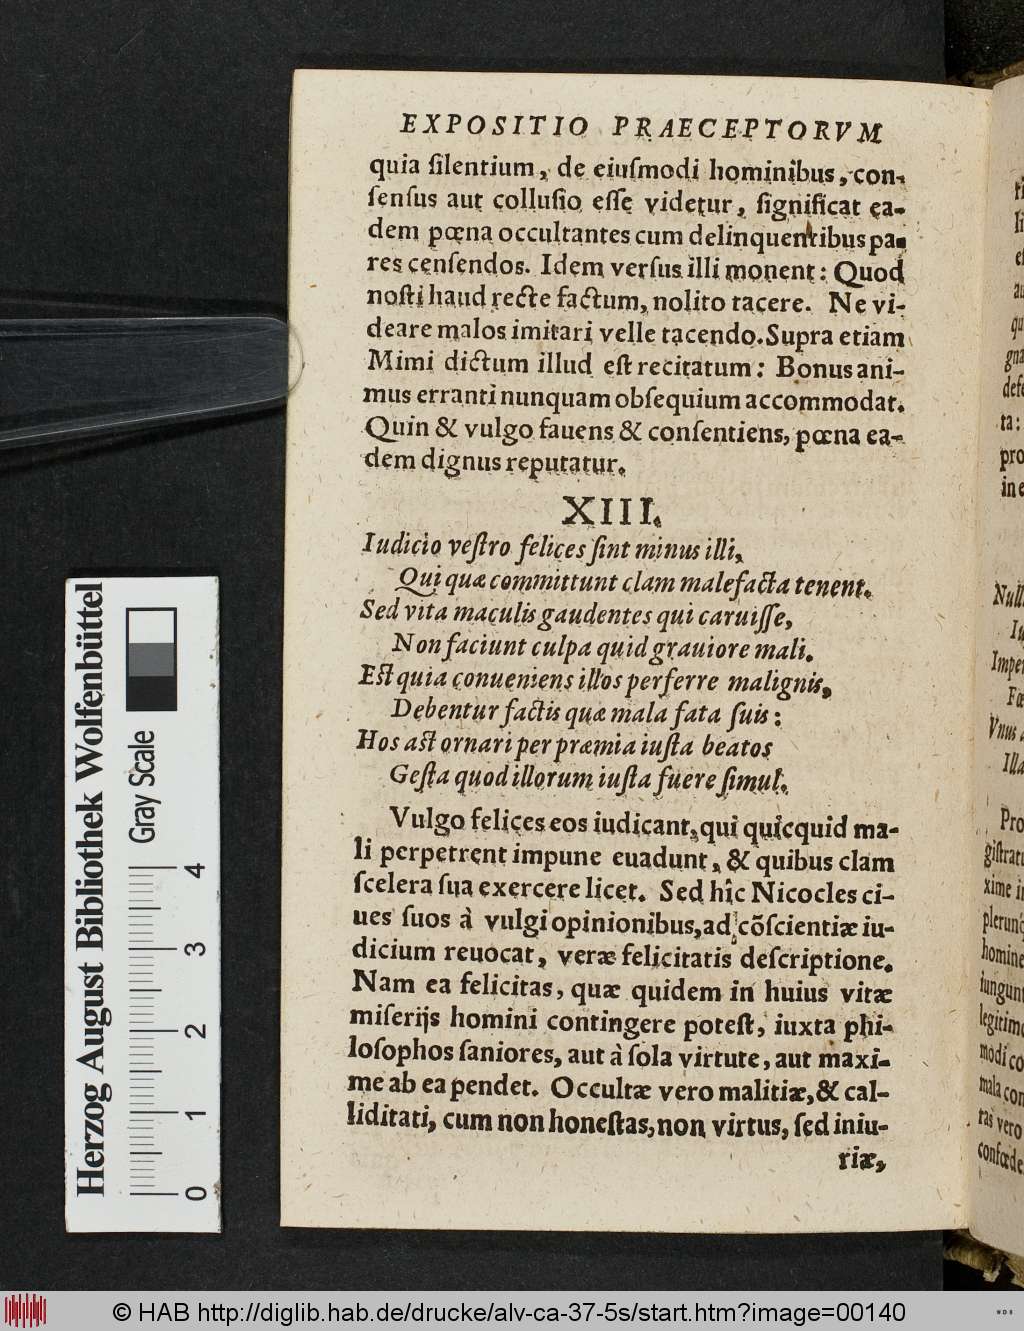 EXPOSITIO PRAECEPTORVM
quia ſilentium, de eiuſmodi hominibus, con-
ſenſus aut colluſio eſſe videtur, ſignificat ea-
dem pœna occultantes cum delinquentibus pa-
res cenſendos. Idem verſus illi monent: Quod
noſti haud recte factum, nolito tacere. Ne vi-
deare malos imitari velle tacendo. Supra etiam
Mimi dictum illud eſt recitatum: Bonus ani-
mus erranti nunquam obſequium accommodat.
Quin & vulgo fauens & conſentiens, pœna ea-
dem dignus reputatur.
XIII.
Iudicio veſtro felices ſint minus illi,
Qui quæ committunt clam malefacta tenent.
Sed vita maculis gaudentes qui caruiſſe,
Non faciunt culpa quid grauiore mali.
Eſt quia conueniens illos perferre malignis,
Debentur factis quæ mala fata ſuis:
Hos aſt ornari per præmia iuſta beatos
Geſta quod illorum iuſta fuere ſimul.
Vulgo felices eos iudicant, qui quicquid ma-
li perpetrent impune euadunt, & quibus clam
ſcelera ſua exercere licet. Sed hîc Nicocles ci-
ues ſuos à vulgi opinionibus, ad cõſcientiæ iu-
dicium reuocat, veræ felicitatis deſcriptione.
Nam ea felicitas, quæ quidem in huius vitæ
miſerijs homini contingere poteſt, iuxta phi-
loſophos ſaniores, aut à ſola virtute, aut maxi-
me ab ea pendet. Occultæ vero malitiæ, & cal-
liditati, cum non honeſtas, non virtus, ſed iniu-
riæ,
Herzog August Bibliothek Wolfenbüttel
Gray Scale
0 1 2 3 4
© HAB http://diglib.hab.de/drucke/alv-ca-37-5s/start.htm?image=00140